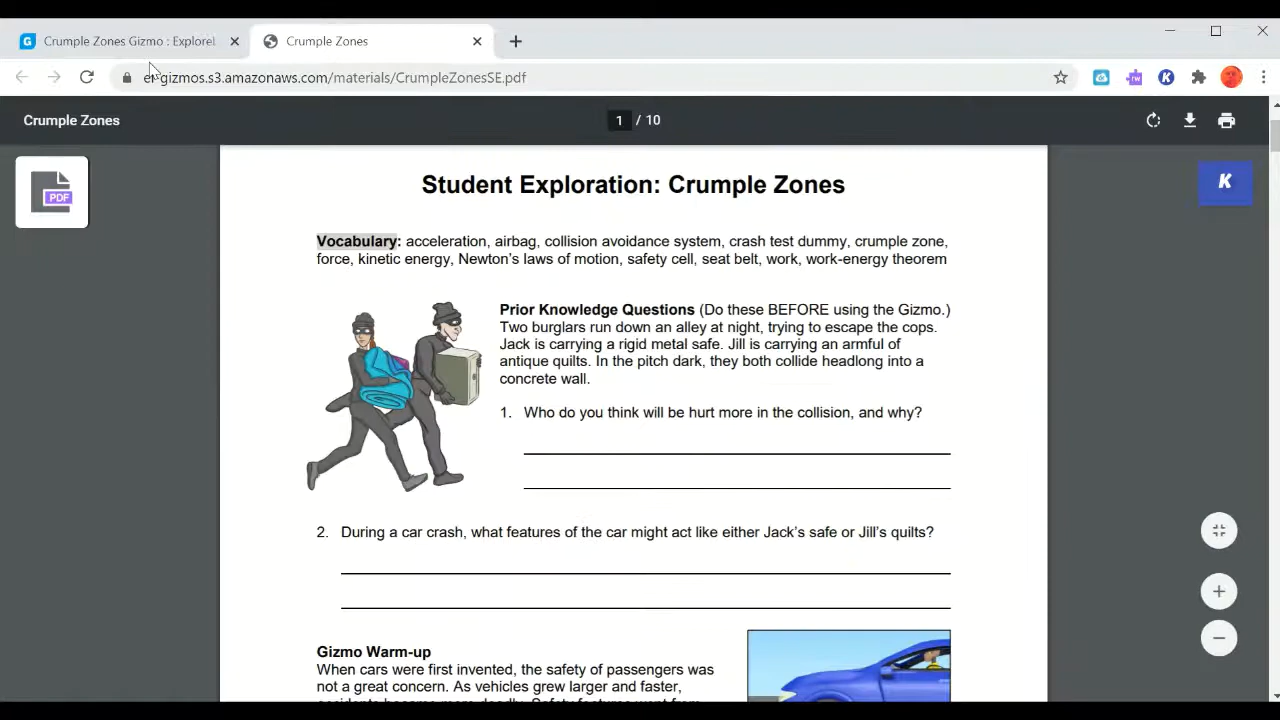 Crumple Zones Gizmo : ExploreL
Crumple Zones
gizmos.s3.amazonaws.com/materials/CrumpleZonesSE.pdf
rw
K
Crumple Zones
1 / 10
PDF
K
Student Exploration: Crumple Zones
Vocabulary: acceleration, airbag, collision avoidance system, crash test dummy, crumple zone,
force, kinetic energy, Newton's laws of motion, safety cell, seat belt, work, work-energy theorem
Prior Knowledge Questions (Do these BEFORE using the Gizmo.)
Two burglars run down an alley at night, trying to escape the cops.
Jack is carrying a rigid metal safe. Jill is carrying an armful of
antique quilts. In the pitch dark, they both collide headlong into a
concrete wall.
1. Who do you think will be hurt more in the collision, and why?
2. During a car crash, what features of the car might act like either Jack's safe or Jill's quilts?
Gizmo Warm-up
When cars were first invented, the safety of passengers was
not a great concern. As vehicles grew larger and faster,